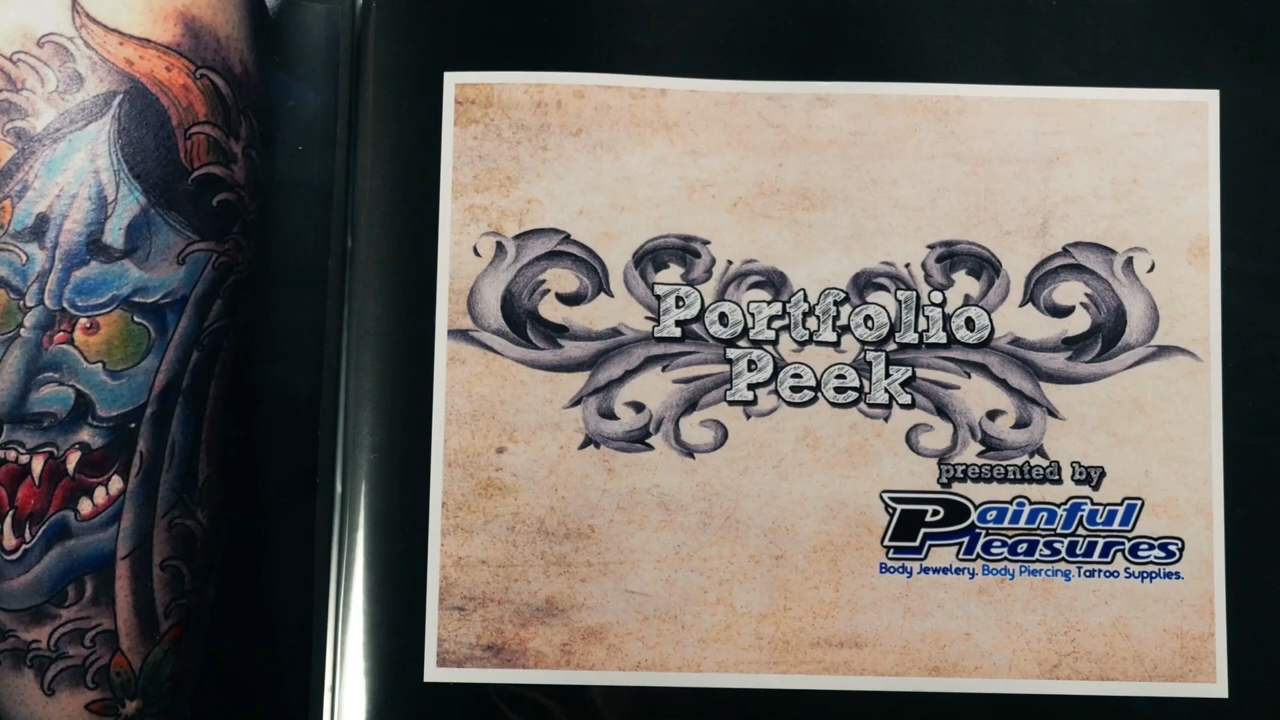 Portfolio
Peek
presented by
Painful
Pleasures
Body Jewelery. Body Piercing. Tattoo Supplies.